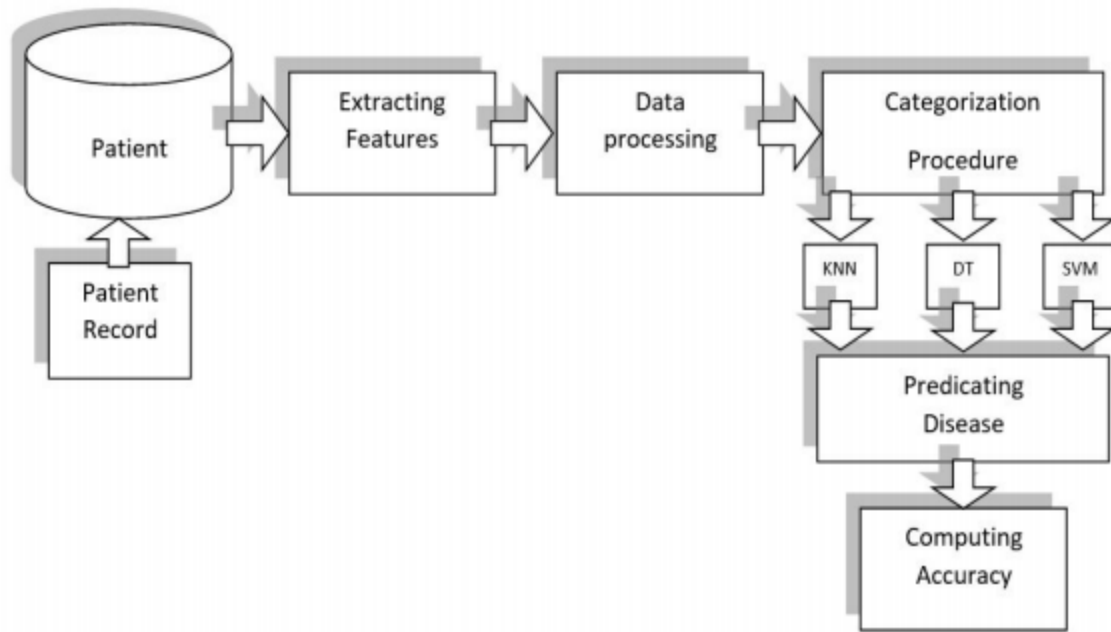 Patient
Patient
Record
Extracting
Features
Data
processing
Categorization
Procedure
KNN
DT
SVM
Predicating
Disease
Computing
Accuracy